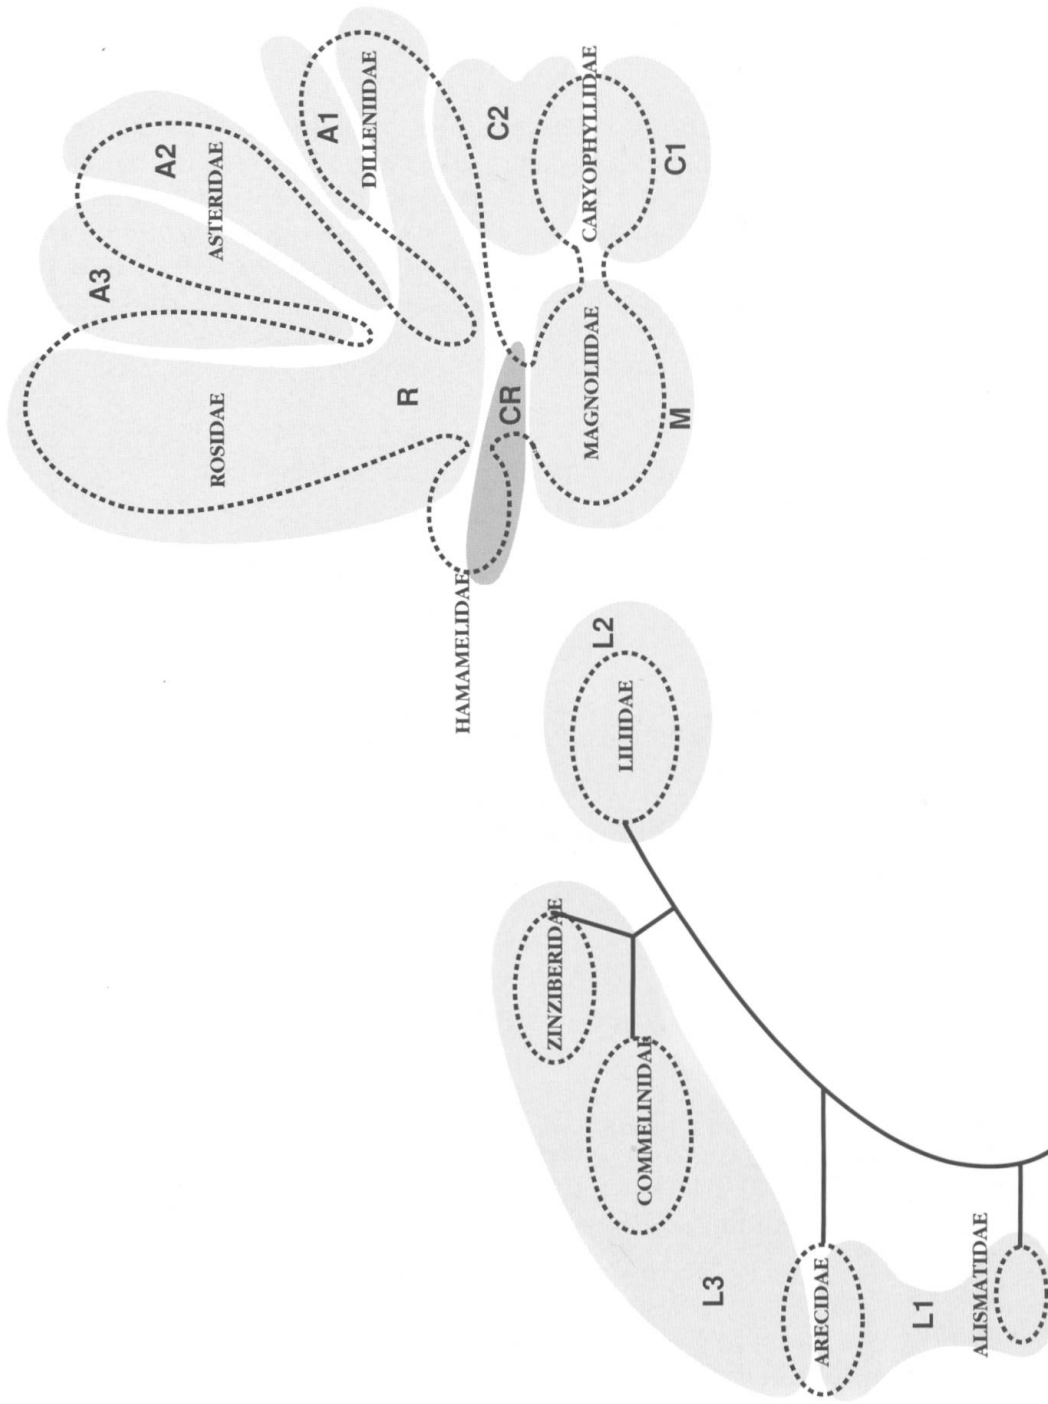 A3
A2
ASTERIDAE
A1
DILLENIIDAE
ROSIDAE
R
C2
CARYOPHYLLIDAE
C1
CR
MAGNOLIIDAE
M
HAMAMELIDAE
L2
LILIIDAE
ZINZIBERIDAE
COMMELINIDAE
L3
ARECIDAE
L1
ALISMATIDAE